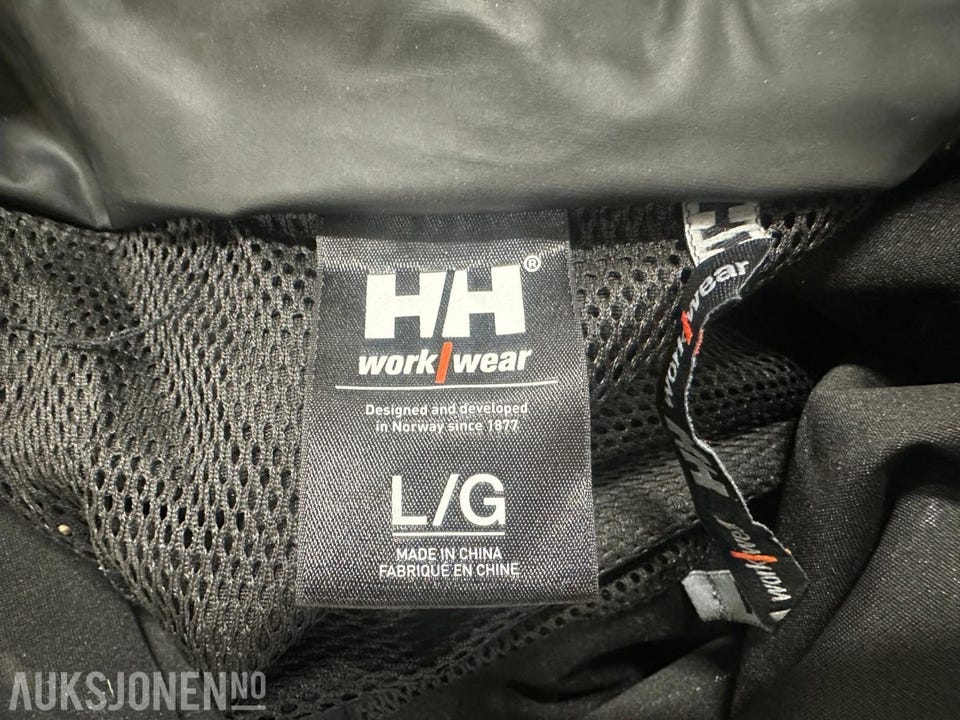 H/H®
work/wear
Designed and developed
in Norway since 1877
L/G
MADE IN CHINA
FABRIQUE EN CHINE
HH
work/wear
HH
work/wear
AUKSJONEN.NO